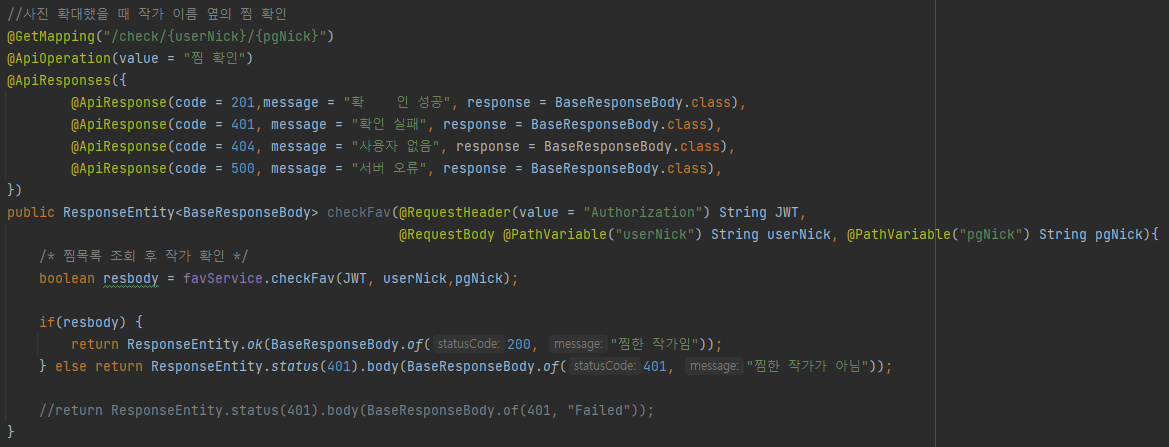 //사진 확대했을 때 작가 이름 옆의 찜 확인
@GetMapping("/check/{userNick}/{pgNick}")
@ApiOperation(value = "찜 확인")
@ApiResponses({
@ApiResponse(code = 201,message = "확    인 성공", response = BaseResponseBody.class),
@ApiResponse(code = 401, message = "확인 실패", response = BaseResponseBody.class),
@ApiResponse(code = 404, message = "사용자 없음", response = BaseResponseBody.class),
@ApiResponse(code = 500, message = "서버 오류", response = BaseResponseBody.class),
})
public ResponseEntity<BaseResponseBody> checkFav(@RequestHeader(value = "Authorization") String JWT,
@RequestBody @PathVariable("userNick") String userNick, @PathVariable("pgNick") String pgNick){
/* 찜목록 조회 후 작가 확인 */
boolean resbody = favService.checkFav(JWT, userNick,pgNick);
if(resbody) {
return ResponseEntity.ok(BaseResponseBody.of( statusCode: 200, message: "찜한 작가임"));
} else return ResponseEntity.status(401).body(BaseResponseBody.of( statusCode: 401, message: "찜한 작가가 아님"));
//return ResponseEntity.status(401).body(BaseResponseBody.of(401, "Failed"));
}